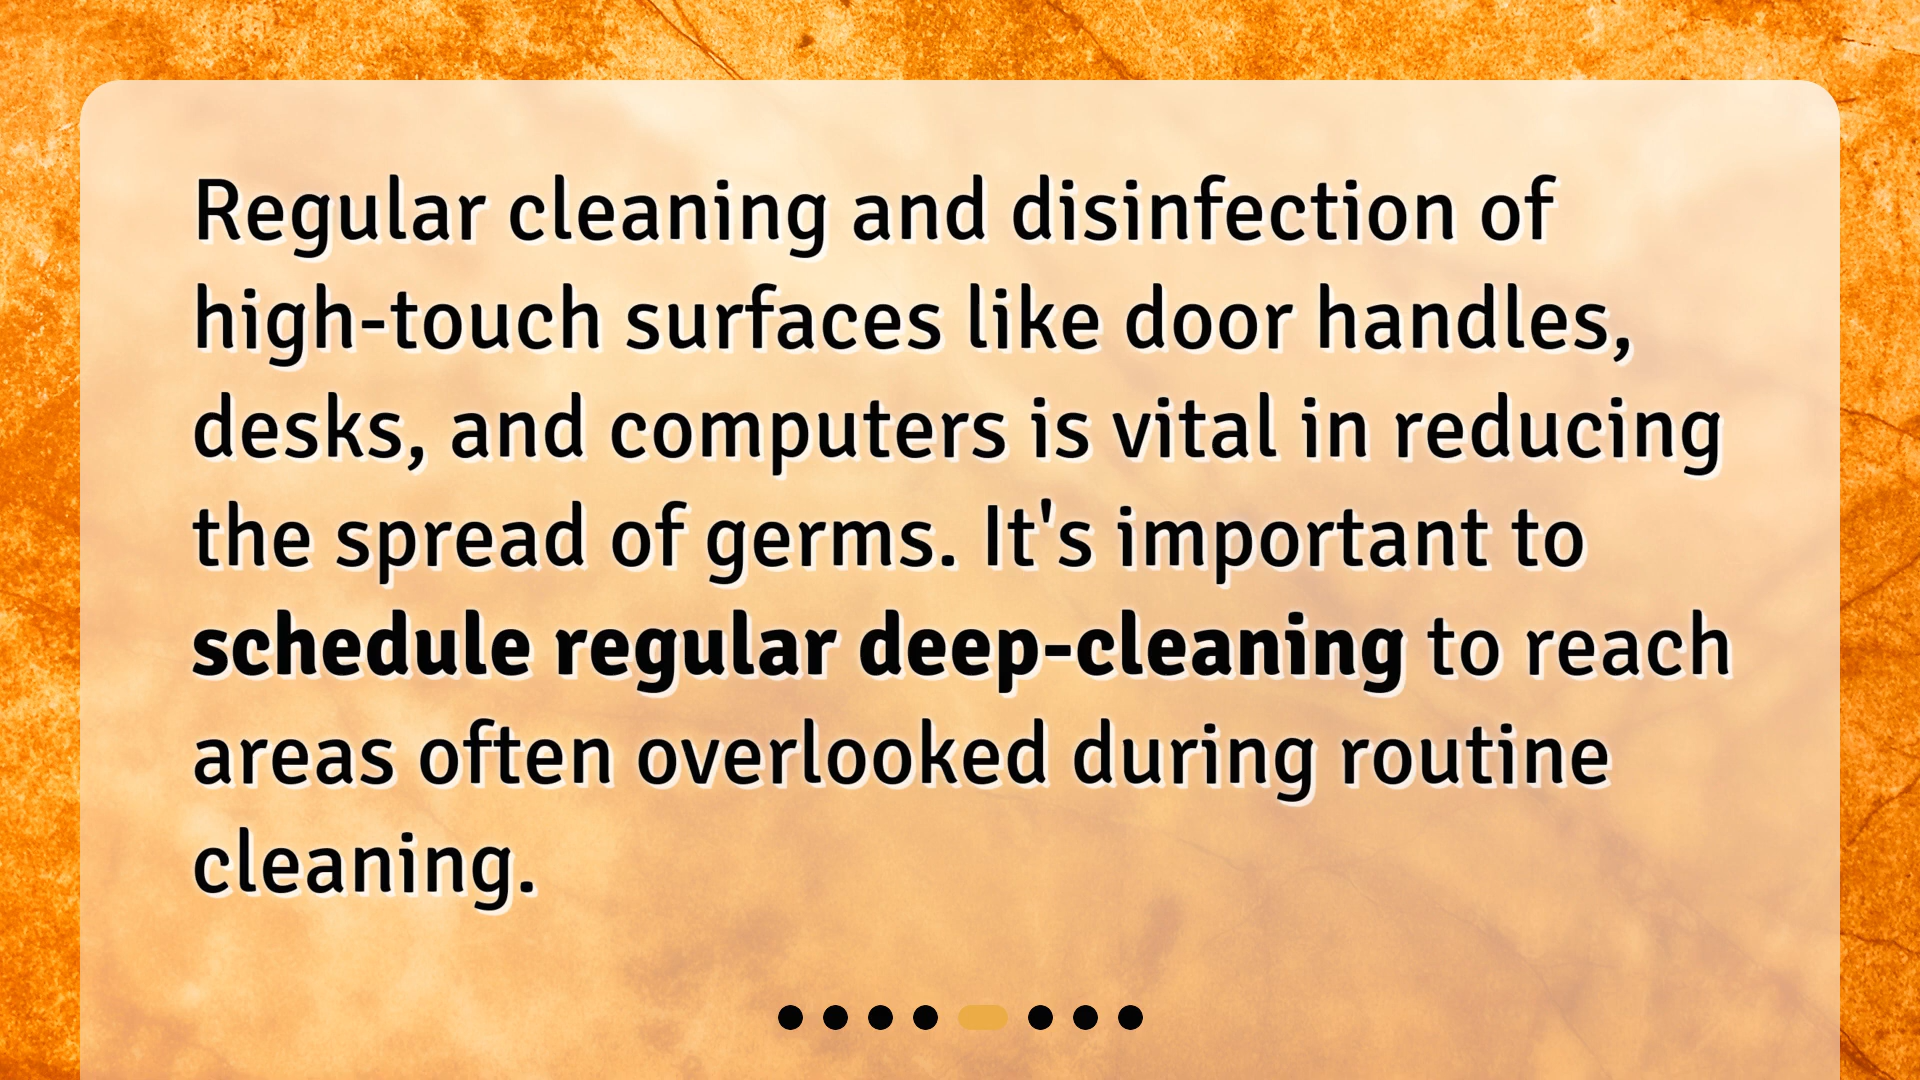 Regular cleaning and disinfection of
high-touch surfaces like door handles,
desks, and computers is vital in reducing
the spread of germs. It's important to
schedule regular deep-cleaning to reach
areas often overlooked during routine
cleaning.